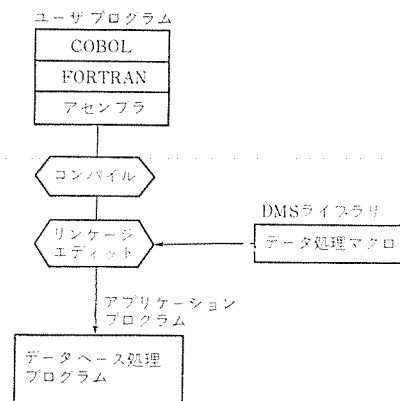 ユーザプログラム
COBOL
FORTRAN
アセンブラ
コンパイル
リンケージ
エディット
DMSライブラリ
データ処理マクロ
アプリケーション
プログラム
データベース処理
プログラム